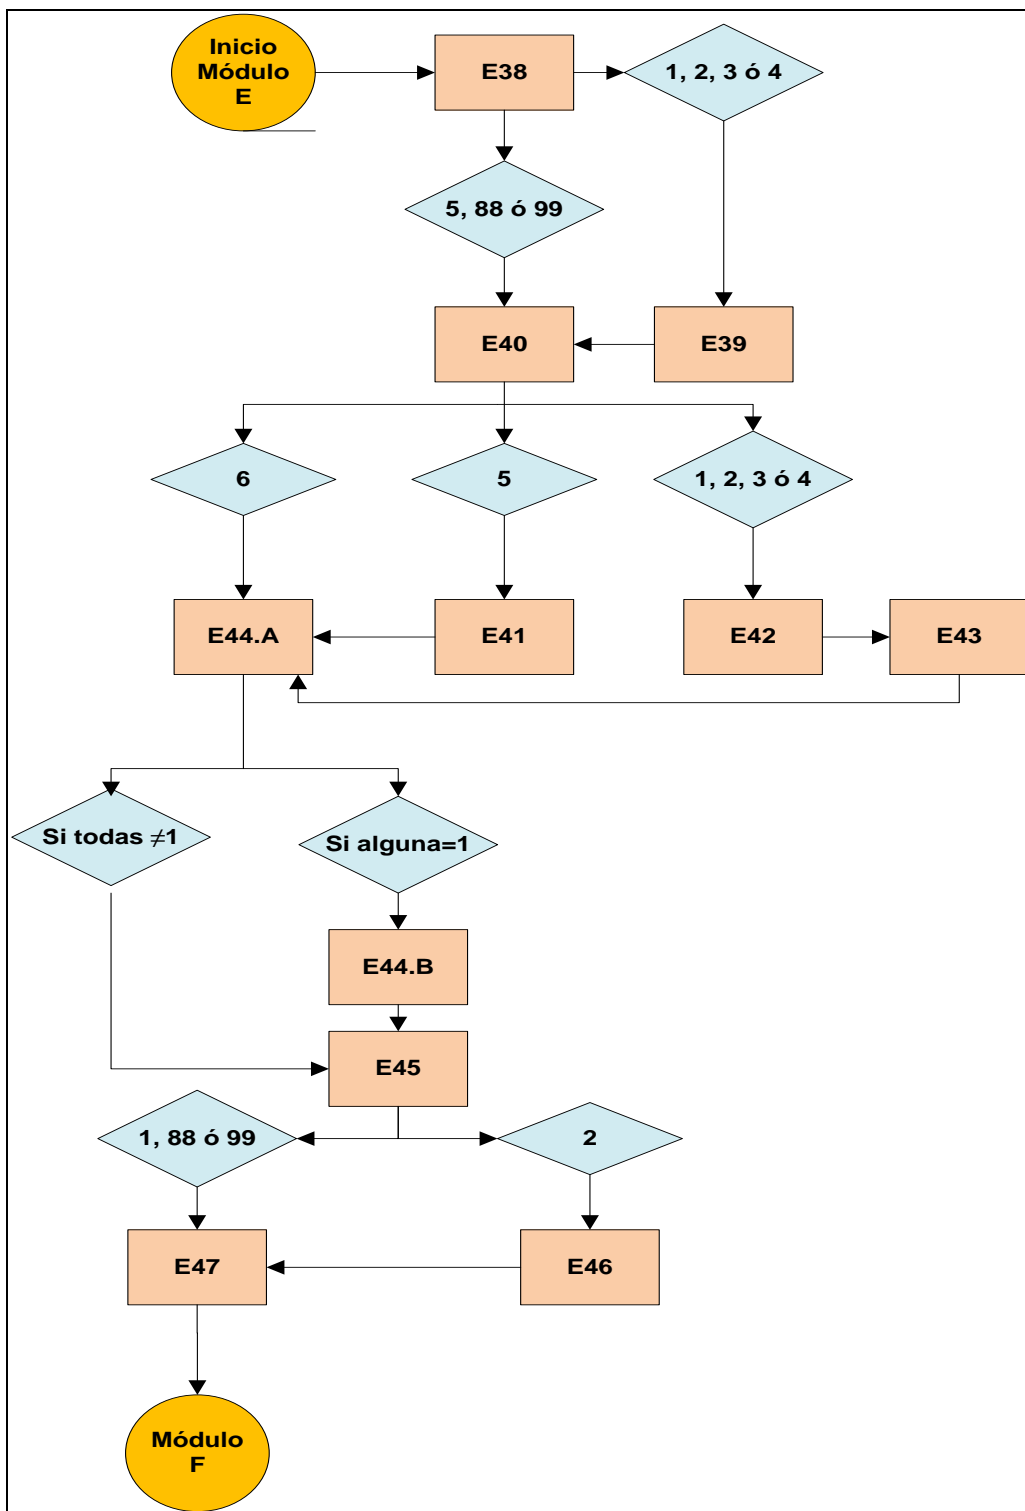 Inicio
Módulo
E
E38
1, 2, 3 ó 4
5, 88 ó 99
E40
E39
6
5
1, 2, 3 ó 4
E44.A
E41
E42
E43
Si todas ≠1
Si alguna=1
E44.B
E45
1, 88 ó 99
2
E47
E46
Módulo
F